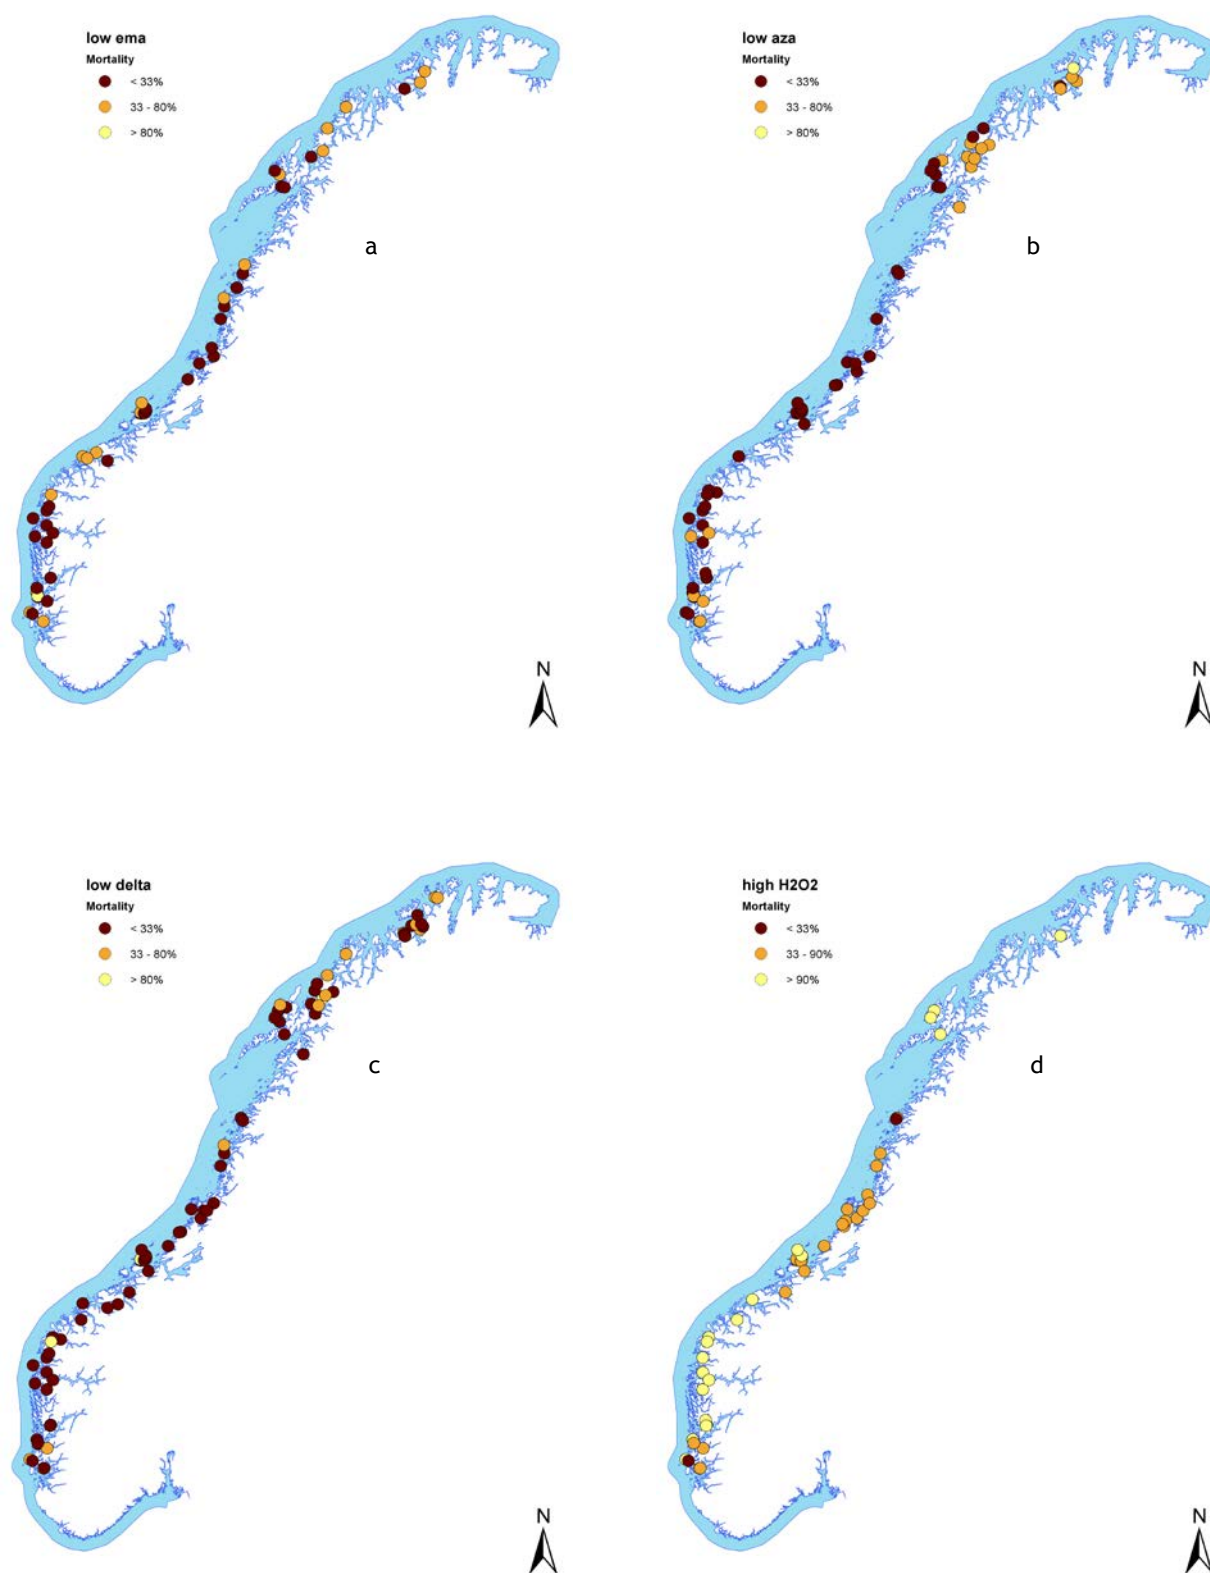 low ema
Mortality
< 33%
33 - 80%
> 80%
a
N
low aza
Mortality
< 33%
33 - 80%
> 80%
b
N
low delta
Mortality
< 33%
33 - 80%
> 80%
c
N
high H2O2
Mortality
< 33%
33 - 90%
> 90%
d
N